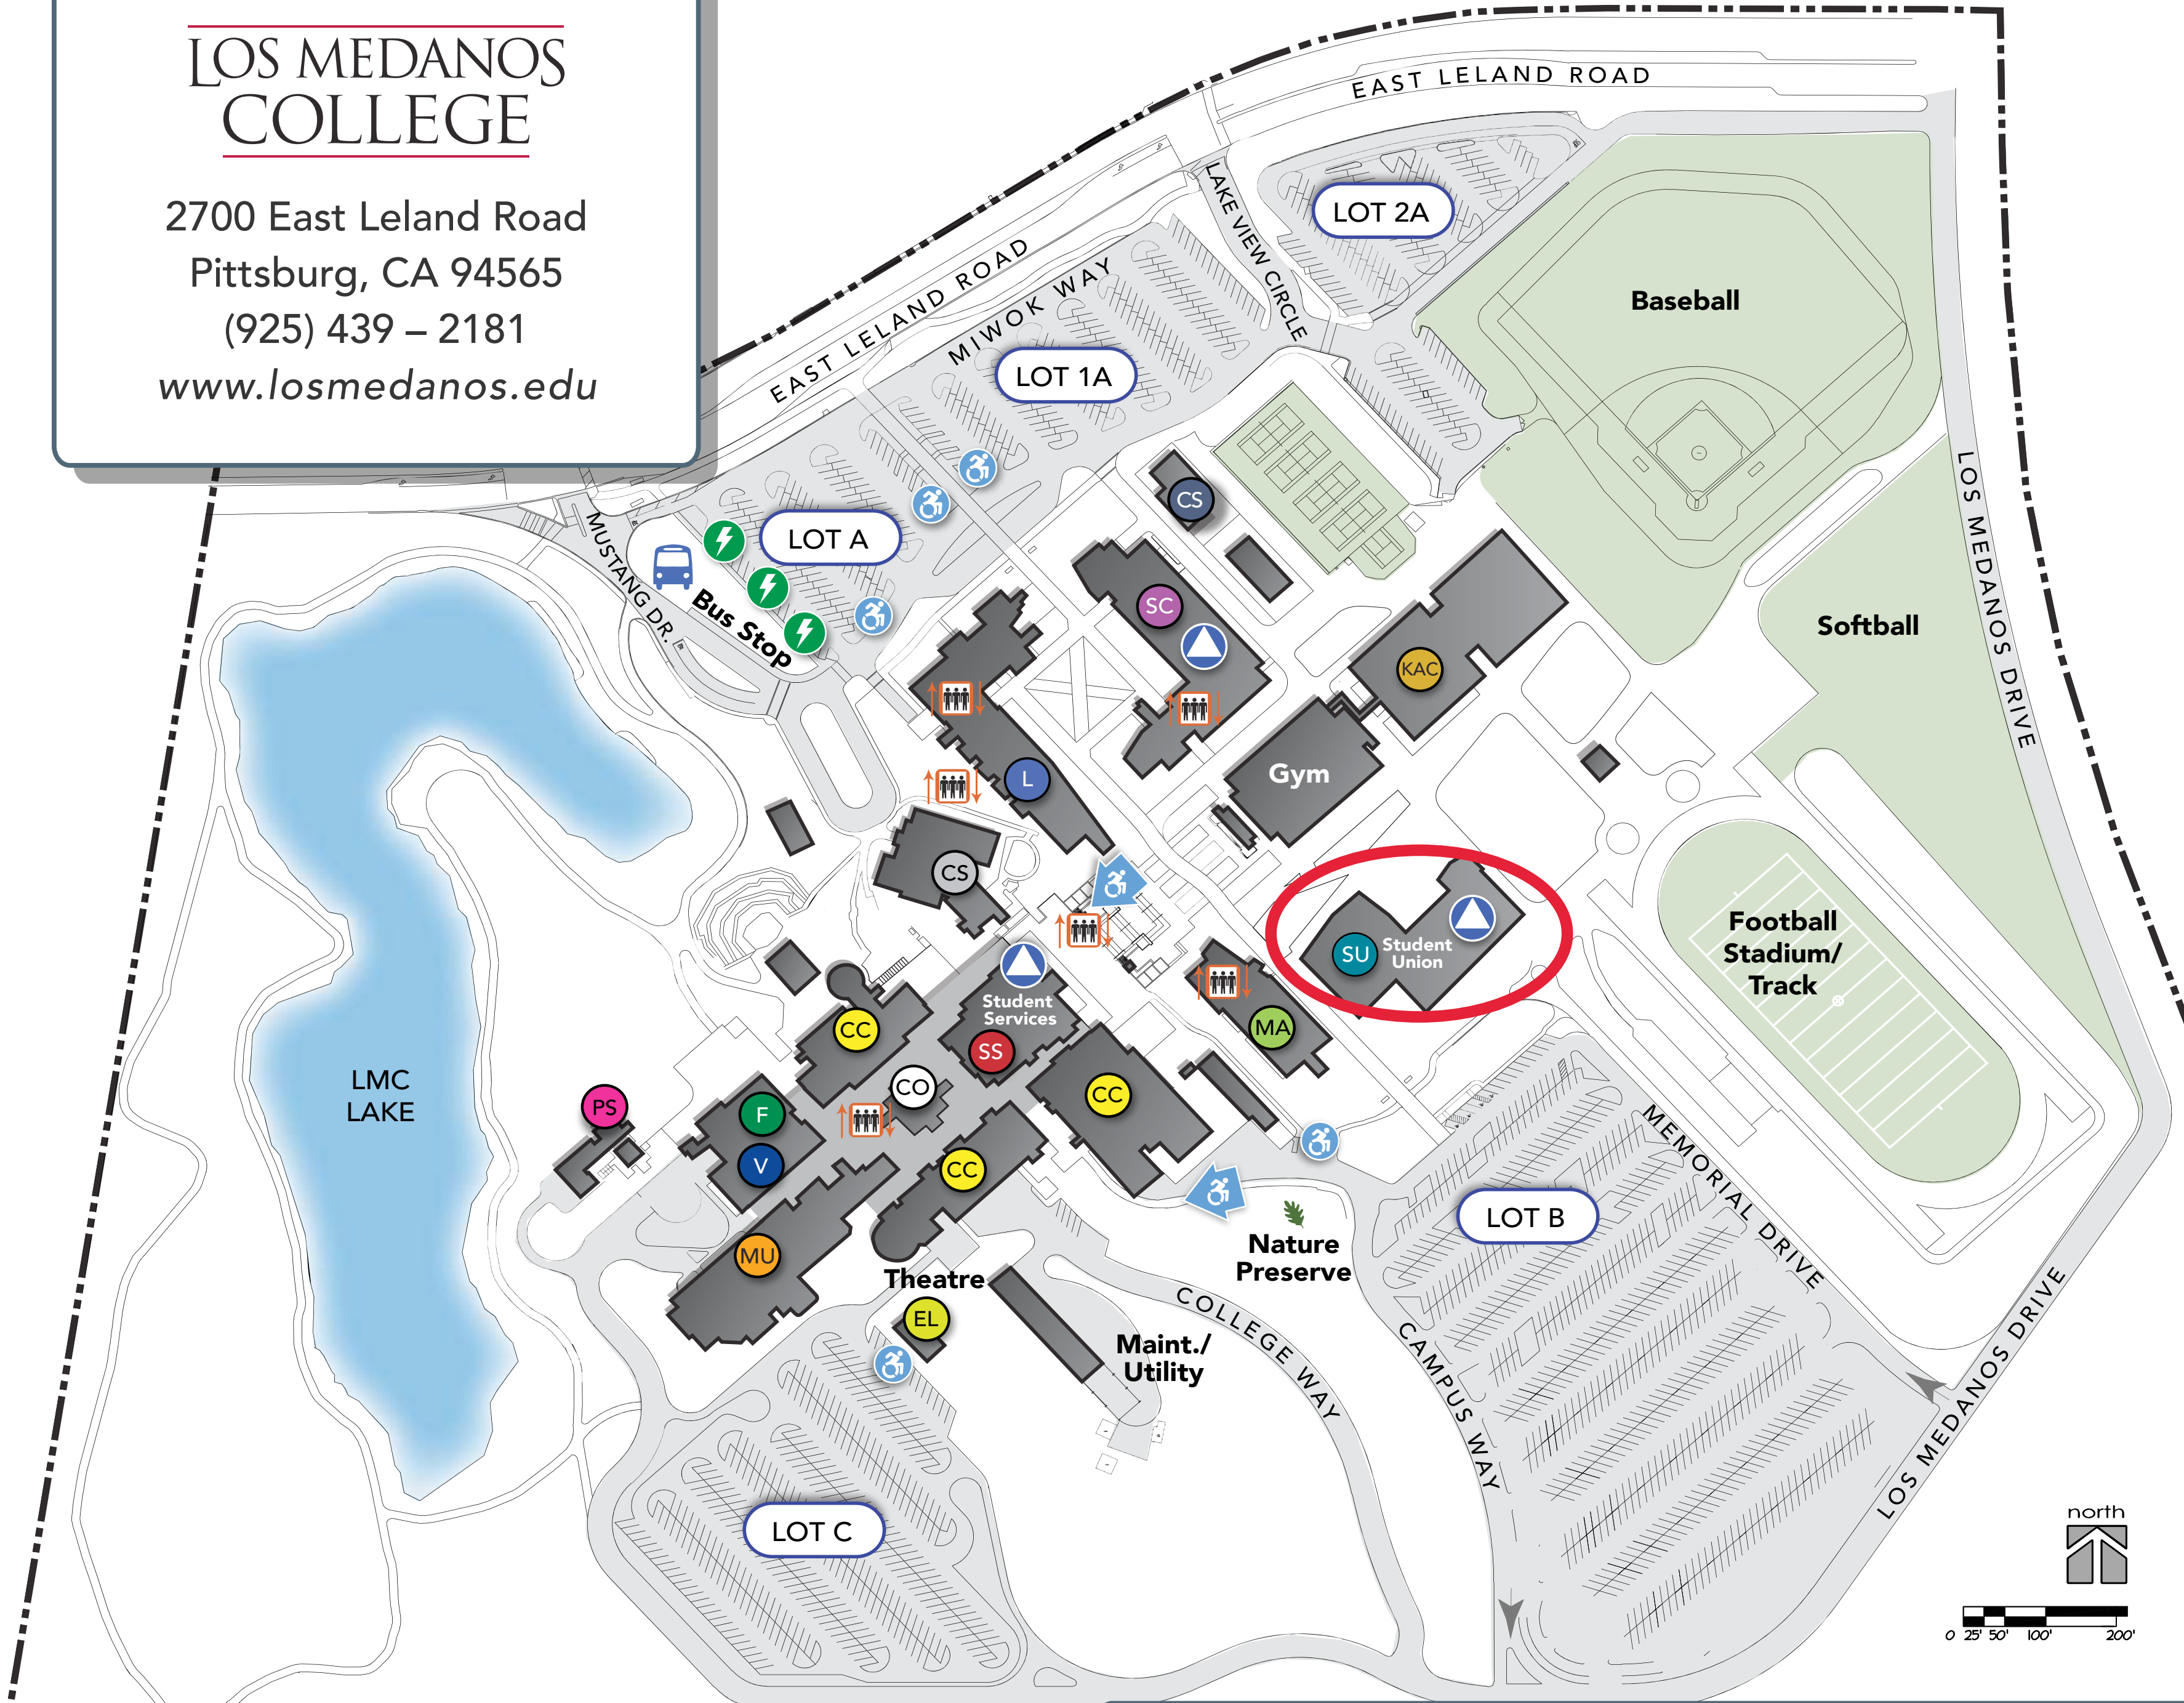 LOS MEDANOS
COLLEGE
2700 East Leland Road
Pittsburg, CA 94565
(925) 439 – 2181
www.losmedanos.edu
EAST LELAND ROAD
LOT 2A
LAKE VIEW CIRCLE
EAST LELAND ROAD
MIWOK WAY
LOT 1A
Baseball
LOS MEDANOS DRIVE
CS
LOT A
MUSTANG DR.
Bus Stop
SC
Softball
KAC
L
Gym
CS
SU
Student
Union
Football
Stadium/
Track
Student
Services
SS
CC
MA
LMC
LAKE
PS
F
CO
CC
V
CC
MU
LOT B
MEMORIAL DRIVE
Nature
Preserve
Theatre
EL
Maint./
Utility
COLLEGE WAY
CAMPUS WAY
LOS MEDANOS DRIVE
LOT C
north
0 25' 50' 100' 200'